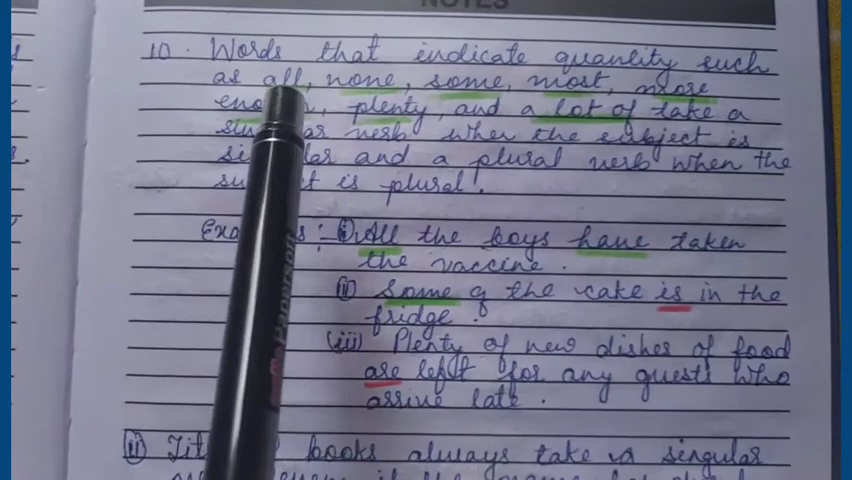 NOTES
10. Words that indicate quantity such
as all, none, some, most, more
plenty, and a lot of take a
verb when the subject is
and a plural verb when the
is plural.
:- (i) All the boys have taken
the vaccine.
(ii) Some of the cake is in the
fridge.
(iii) Plenty of new dishes of food
are left for any guests who
arrive late.
(ii) books always take a singular
Paperson